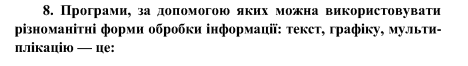 8. Програми, за допомогою яких можна використовувати
різноманітні форми обробки інформації: текст, графіку, мульти-
плікацію — це: